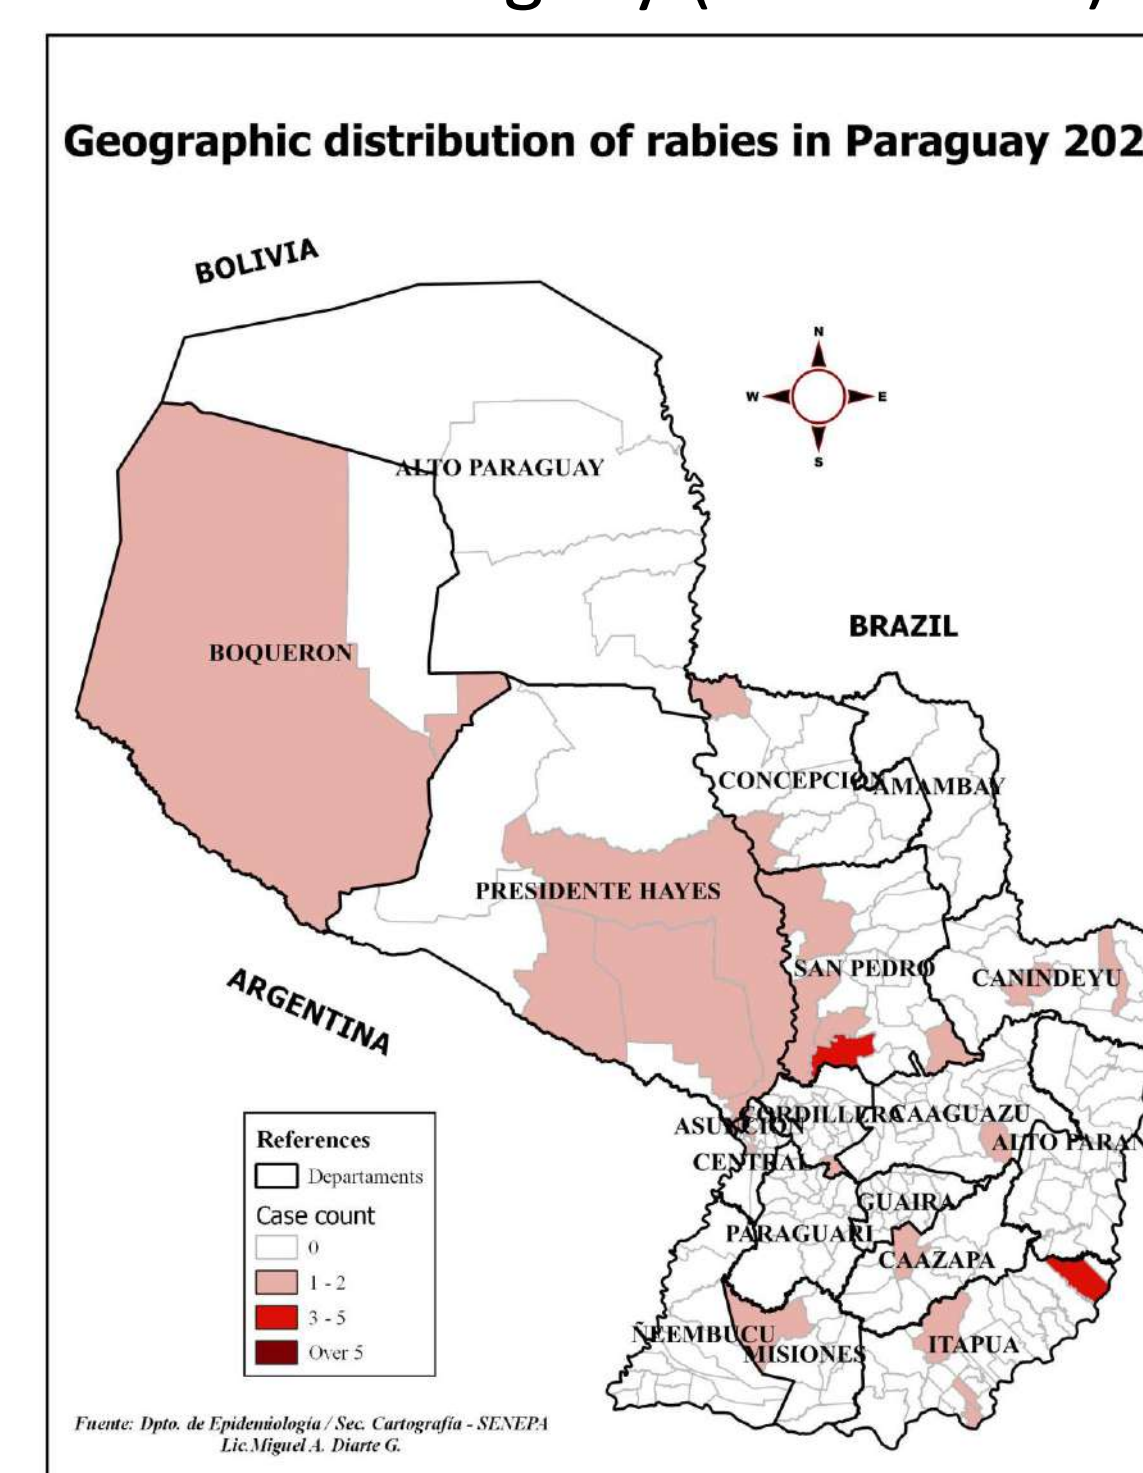 Geographic distribution of rabies in Paraguay 202
BOLIVIA
N
W E
S
ALTO PARAGUAY
BRAZIL
BOQUERON
CONCEPCION
AMAMBAY
PRESIDENTE HAYES
SAN PEDRO
CANINDEYU
ARGENTINA
CORDILLERA
CAAGUAZU
ASUNCION
ALTO PARAN
CENTRAL
GUAIRA
PARAGUARI
CAAZAPA
ÑEEMBUCU
MISIONES
ITAPUA
References
Departaments
Case count
0
1 - 2
3 - 5
Over 5
Fuente: Dpto. de Epidemiología / Sec. Cartografía - SENEPA
Lic.Miguel A. Diarte G.